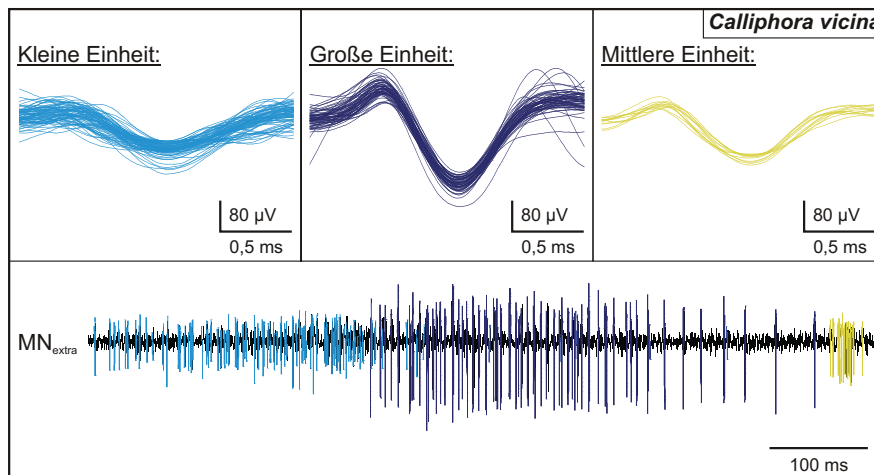 Calliphora vicina
Kleine Einheit:
Große Einheit:
Mittlere Einheit:
80 µV
0,5 ms
80 µV
0,5 ms
80 µV
0,5 ms
MNextra
100 ms